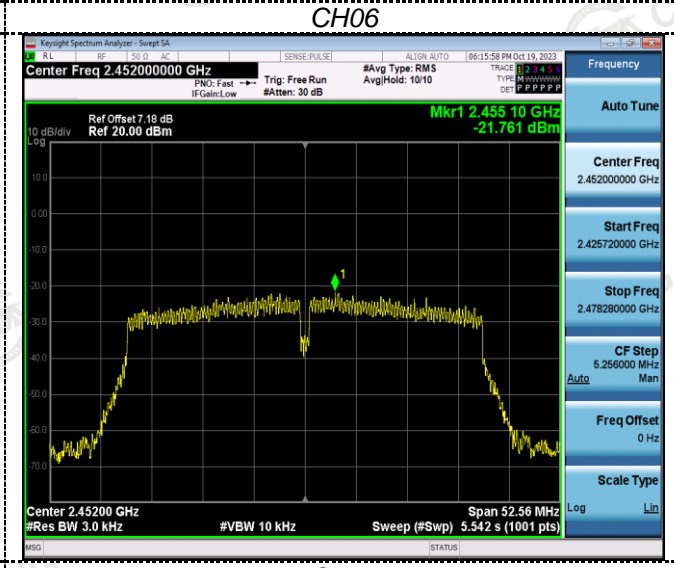 CH06
Keysight Spectrum Analyzer - Swept SA
RL RF 50 Ω AC SENSE:PULSE ALIGN AUTO 06:15:58 PM Oct 19, 2023
Center Freq 2.452000000 GHz #Avg Type: RMS TRACE 1 2 3 4 5 6
PNO: Fast Trig: Free Run Avg|Hold: 10/10 TYPE M WWWWW
IFGain:Low #Atten: 30 dB DET P P P P P P
Mkr1 2.455 10 GHz
-21.761 dBm
Ref Offset 7.18 dB
10 dB/div Ref 20.00 dBm
Log
10.0
0.00
-10.0
-20.0
-30.0
-40.0
-50.0
-60.0
-70.0
1
Center 2.45200 GHz Span 52.56 MHz
#Res BW 3.0 kHz #VBW 10 kHz Sweep (#Swp) 5.542 s (1001 pts)
MSG STATUS
Frequency
Auto Tune
Center Freq
2.452000000 GHz
Start Freq
2.425720000 GHz
Stop Freq
2.478280000 GHz
CF Step
5.256000 MHz
Auto Man
Freq Offset
0 Hz
Scale Type
Log Lin